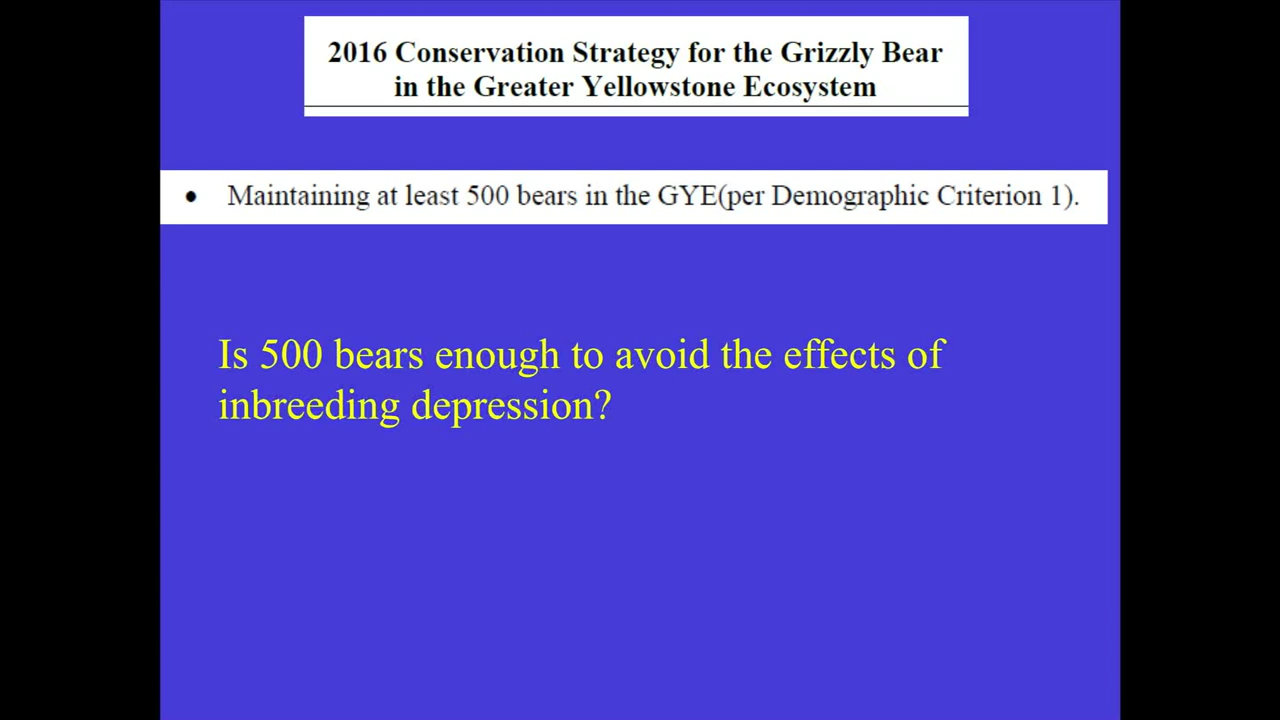 2016 Conservation Strategy for the Grizzly Bear
in the Greater Yellowstone Ecosystem
• Maintaining at least 500 bears in the GYE(per Demographic Criterion 1).
Is 500 bears enough to avoid the effects of
inbreeding depression?